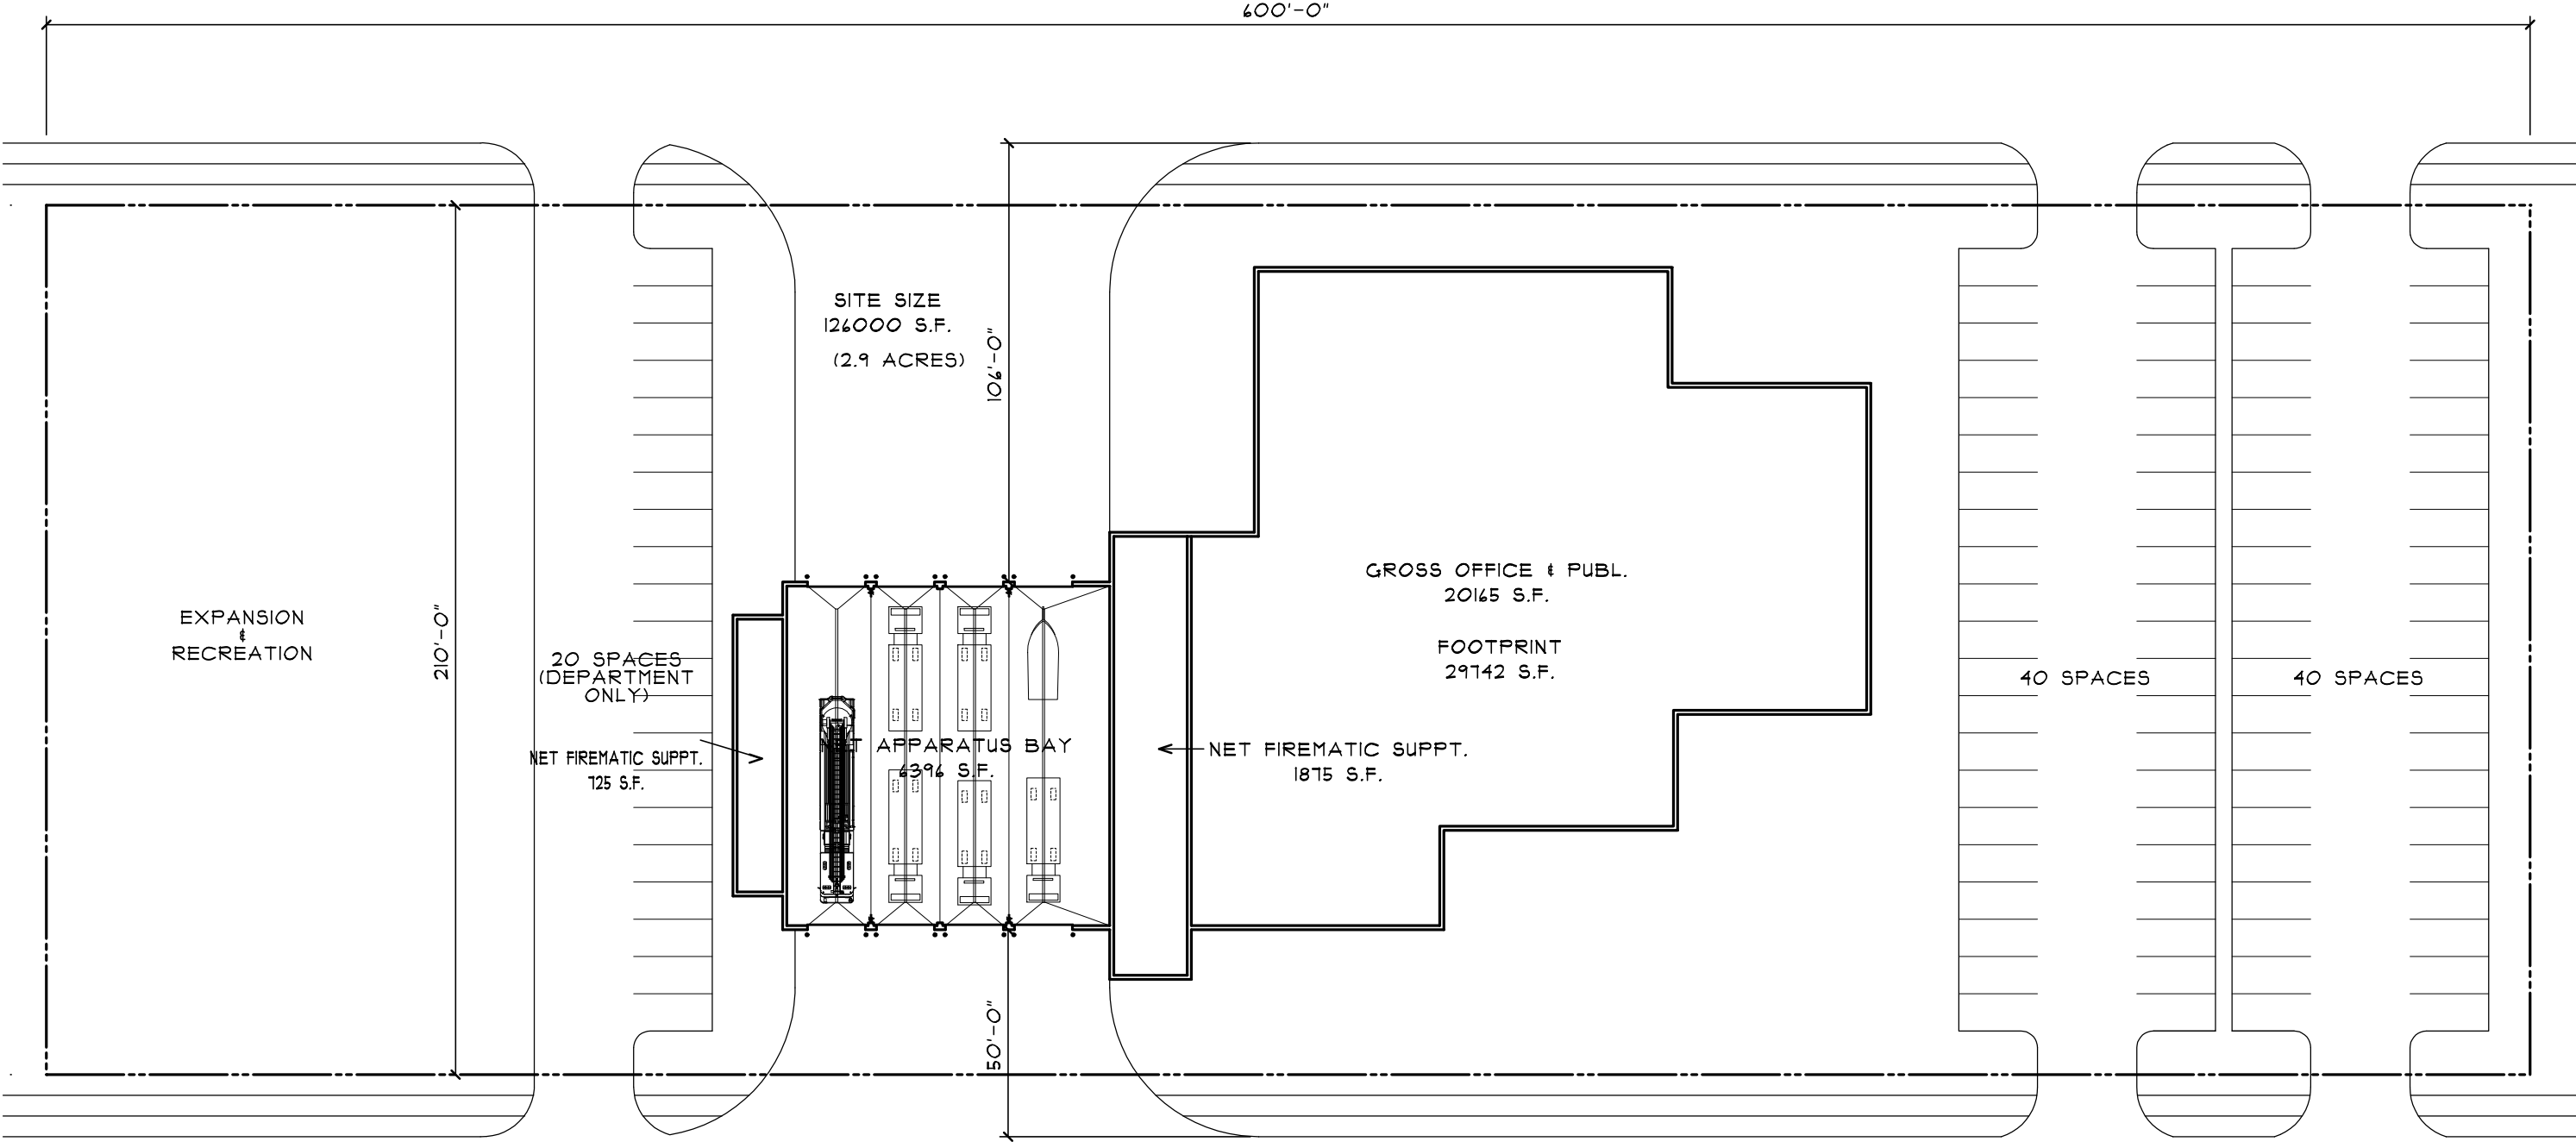 600'-0"
SITE SIZE
126000 S.F.
(2.9 ACRES)
106'-0"
EXPANSION
&
RECREATION
210'-0"
20 SPACES
(DEPARTMENT
ONLY)
NET FIREMATIC SUPPT.
725 S.F.
NET APPARATUS BAY
6396 S.F.
GROSS OFFICE & PUBL.
20165 S.F.
FOOTPRINT
29742 S.F.
NET FIREMATIC SUPPT.
1875 S.F.
40 SPACES
40 SPACES
50'-0"